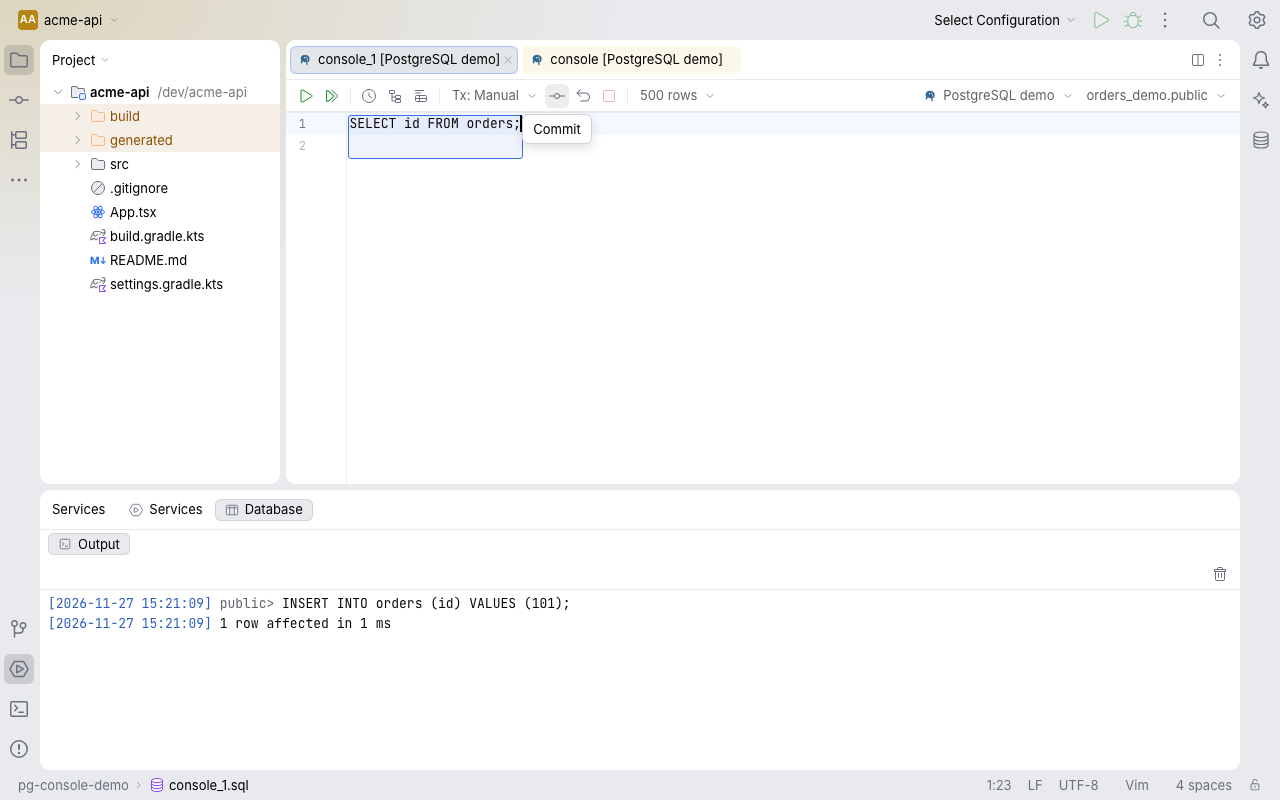 AA acme-api
Select Configuration
Project
console_1 [PostgreSQL demo]
console [PostgreSQL demo]
acme-api /dev/acme-api
build
generated
src
.gitignore
App.tsx
build.gradle.kts
M↓ README.md
settings.gradle.kts
Tx: Manual
500 rows
PostgreSQL demo
orders_demo.public
1 SELECT id FROM orders;
2
Commit
Services
Services
Database
Output
[2026-11-27 15:21:09] public> INSERT INTO orders (id) VALUES (101);
[2026-11-27 15:21:09] 1 row affected in 1 ms
pg-console-demo
console_1.sql
1:23
LF
UTF-8
Vim
4 spaces